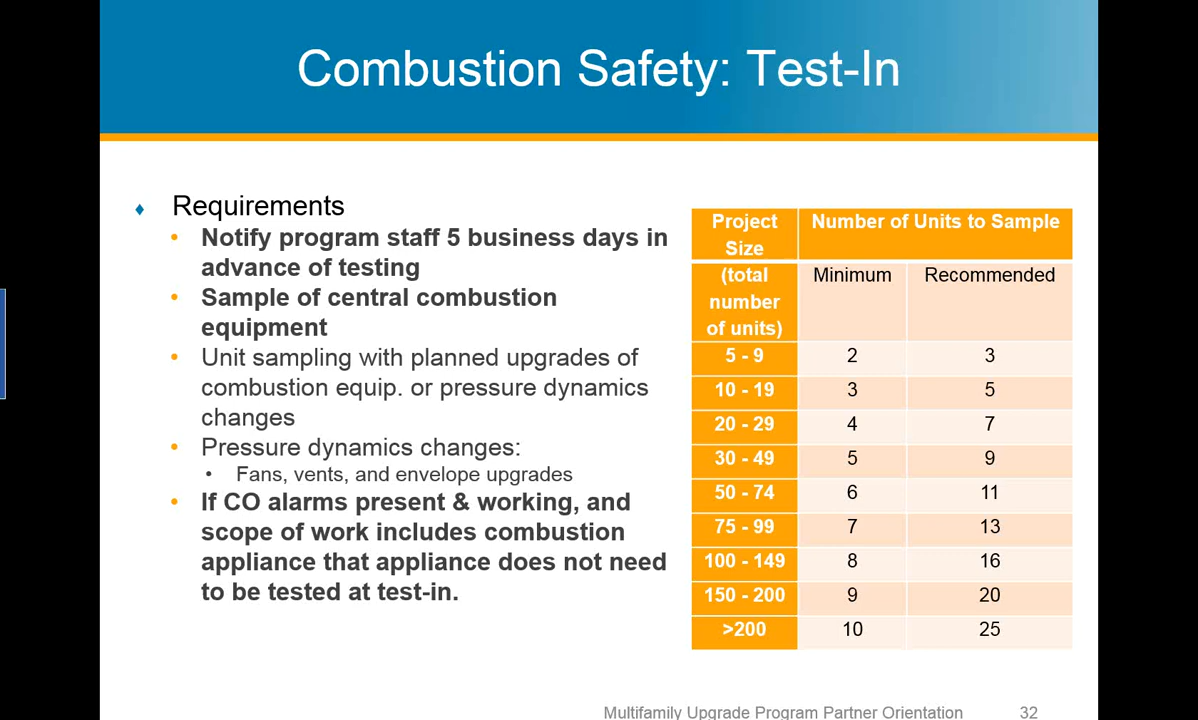 Combustion Safety: Test-In
Requirements
Notify program staff 5 business days in
advance of testing
Sample of central combustion
equipment
Unit sampling with planned upgrades of
combustion equip. or pressure dynamics
changes
Pressure dynamics changes:
Fans, vents, and envelope upgrades
If CO alarms present & working, and
scope of work includes combustion
appliance that appliance does not need
to be tested at test-in.
Project Number of Units to Sample
Size
(total Minimum Recommended
number
of units)
5 - 9 2 3
10 - 19 3 5
20 - 29 4 7
30 - 49 5 9
50 - 74 6 11
75 - 99 7 13
100 - 149 8 16
150 - 200 9 20
>200 10 25
Multifamily Upgrade Program Partner Orientation 32